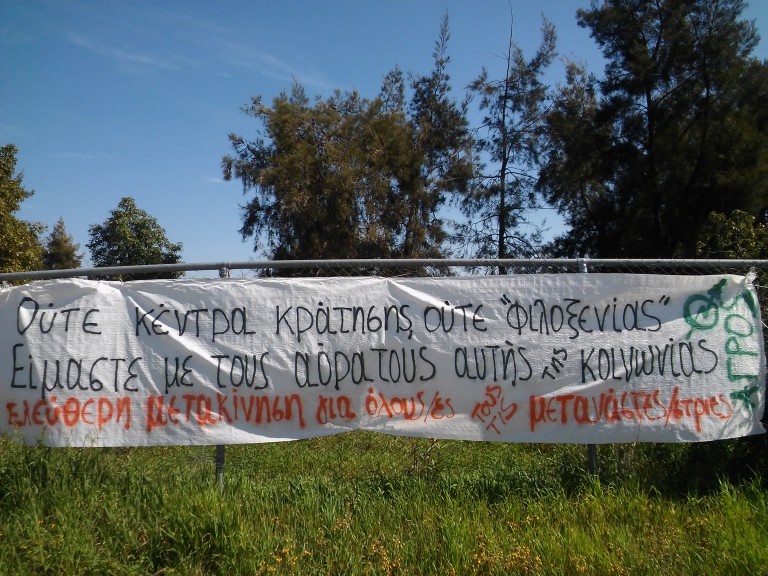 Ούτε κέντρα κράτησης, ούτε "φιλοξενίας"
Είμαστε με τους αόρατους αυτής της κοινωνίας
ελεύθερη μετακίνηση για όλους/ες τους/τις μετανάστες/στριες
ΑΓΡΟΣ